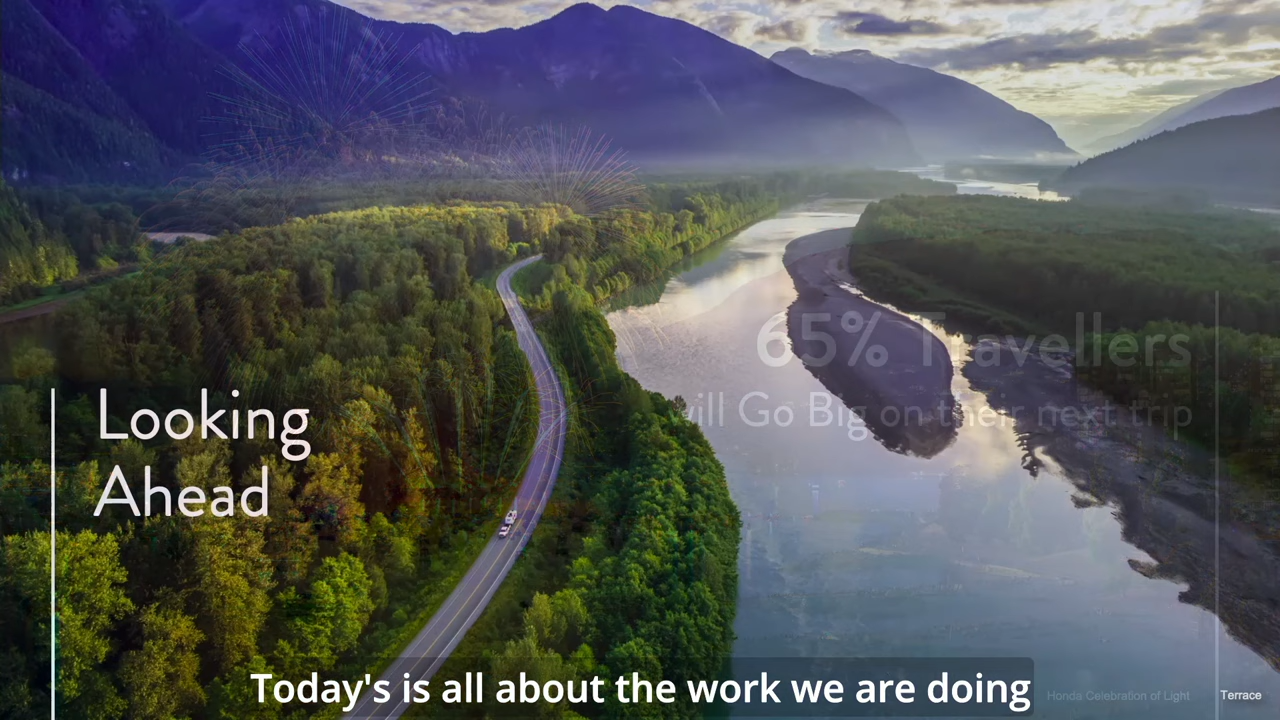 Looking
Ahead
65% Travellers
will Go Big on their next trip
Today's is all about the work we are doing
Honda Celebration of Light
Terrace